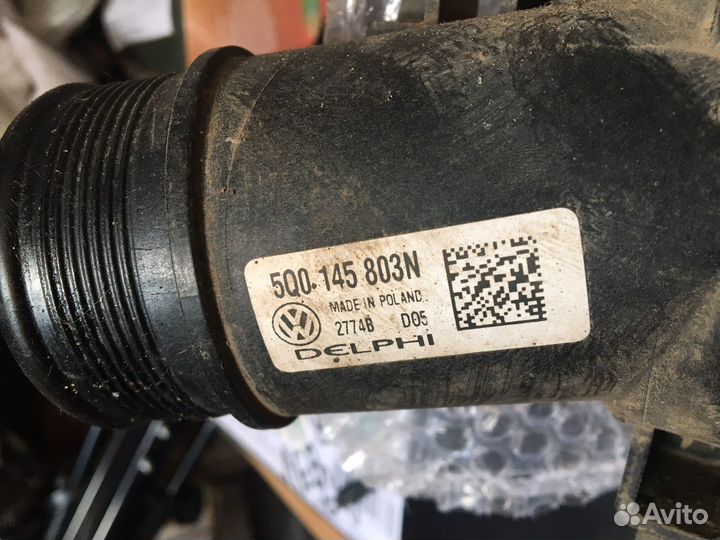 5Q0.145 803N
MADE IN POLAND
2774B D05
DELPHI
Avito